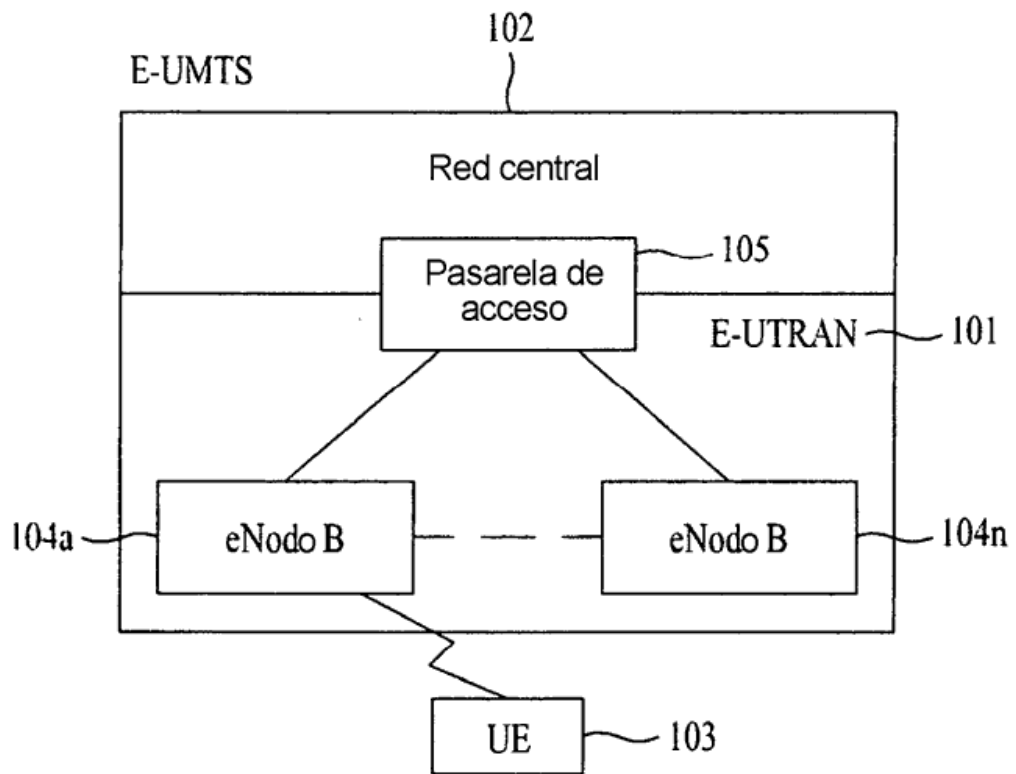 102
E-UMTS
Red central
105
Pasarela de
acceso
E-UTRAN
101
104a
eNodo B
eNodo B
104n
UE
103